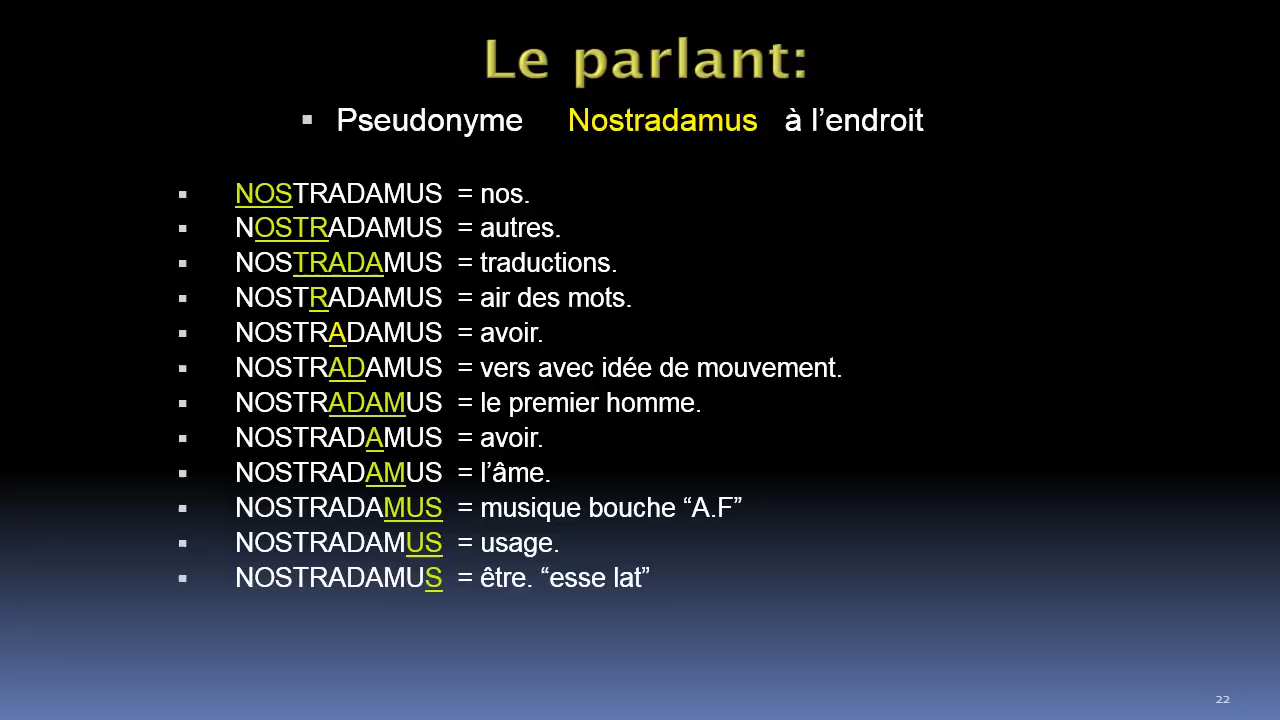 Le parlant:
▪ Pseudonyme Nostradamus à l’endroit
▪ NOSTRADAMUS = nos.
▪ NOSTRADAMUS = autres.
▪ NOSTRADAMUS = traductions.
▪ NOSTRADAMUS = air des mots.
▪ NOSTRADAMUS = avoir.
▪ NOSTRADAMUS = vers avec idée de mouvement.
▪ NOSTRADAMUS = le premier homme.
▪ NOSTRADAMUS = avoir.
▪ NOSTRADAMUS = l’âme.
▪ NOSTRADAMUS = musique bouche “A.F”
▪ NOSTRADAMUS = usage.
▪ NOSTRADAMUS = être. “esse lat”
22